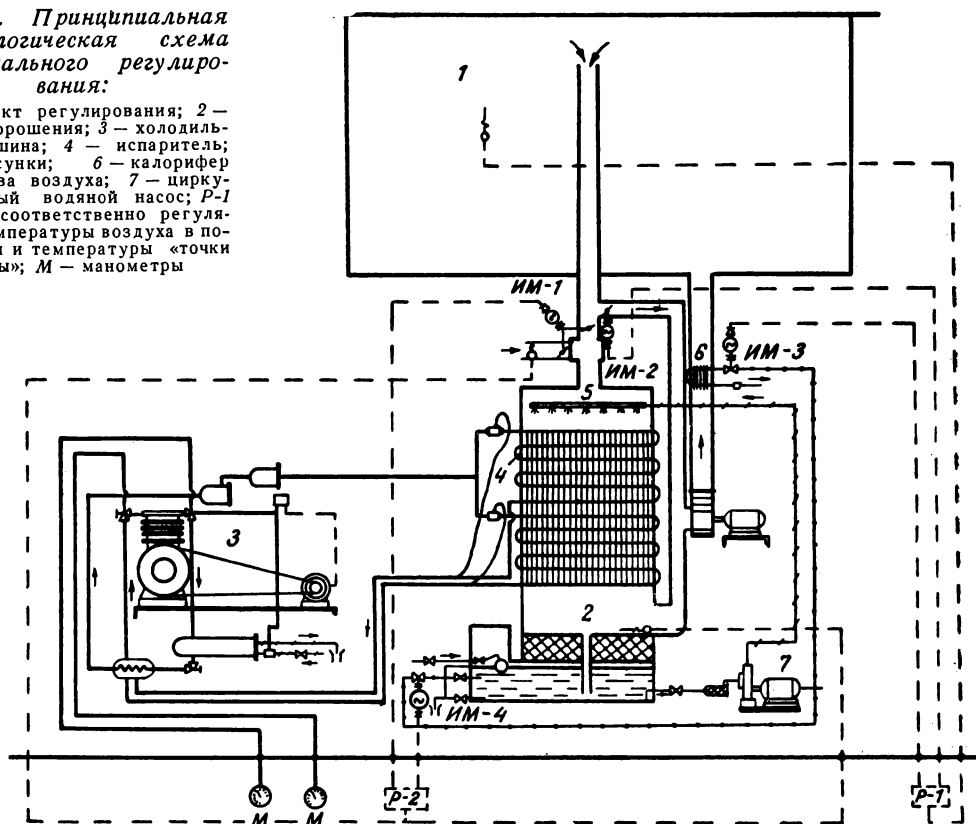 . Принципиальная
логическая схема
ального регулиро-
вания:
кт регулирования; 2 —
орошения; 3 — холодиль-
шина; 4 — испаритель;
сунки; 6 — калорифер
ва воздуха; 7 — цирку-
ый водяной насос; Р-1
соответственно регуля-
мпературы воздуха в по-
и и температуры «точки
ы»; М — манометры
1
ИМ-1
ИМ-2
6
ИМ-3
5
4
3
2
7
ИМ-4
Р-2
Р-1
М М